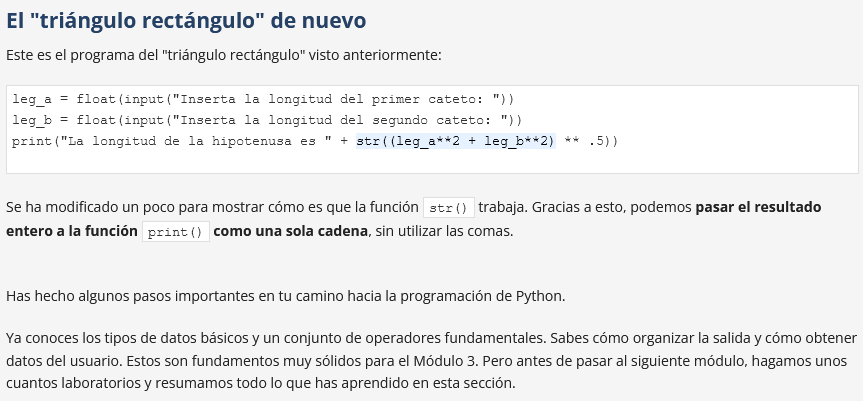 El "triángulo rectángulo" de nuevo
Este es el programa del "triángulo rectángulo" visto anteriormente:
leg_a = float(input("Inserta la longitud del primer cateto: "))
leg_b = float(input("Inserta la longitud del segundo cateto: "))
print("La longitud de la hipotenusa es " + str((leg_a**2 + leg_b**2) ** .5))
Se ha modificado un poco para mostrar cómo es que la función str() trabaja. Gracias a esto, podemos pasar el resultado
entero a la función print() como una sola cadena, sin utilizar las comas.
Has hecho algunos pasos importantes en tu camino hacia la programación de Python.
Ya conoces los tipos de datos básicos y un conjunto de operadores fundamentales. Sabes cómo organizar la salida y cómo obtener
datos del usuario. Estos son fundamentos muy sólidos para el Módulo 3. Pero antes de pasar al siguiente módulo, hagamos unos
cuantos laboratorios y resumamos todo lo que has aprendido en esta sección.